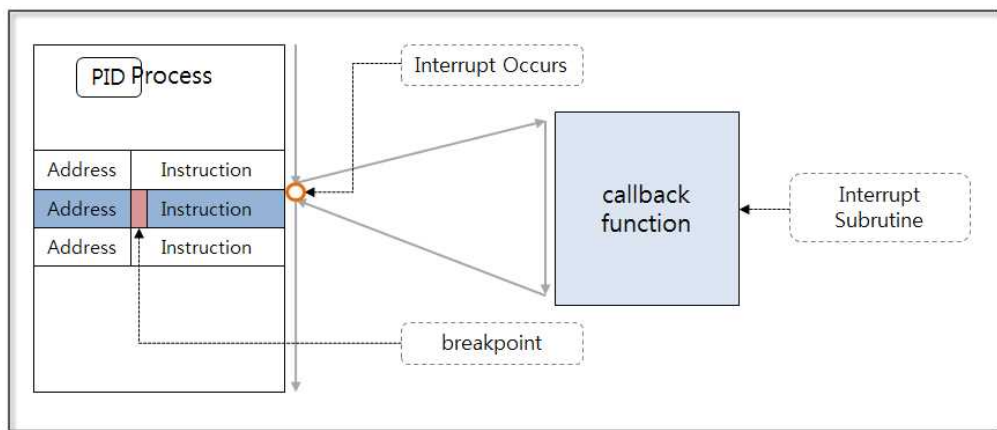 PID Process
Interrupt Occurs
Address Instruction
Address Instruction
Address Instruction
callback
function
Interrupt
Subrutine
breakpoint